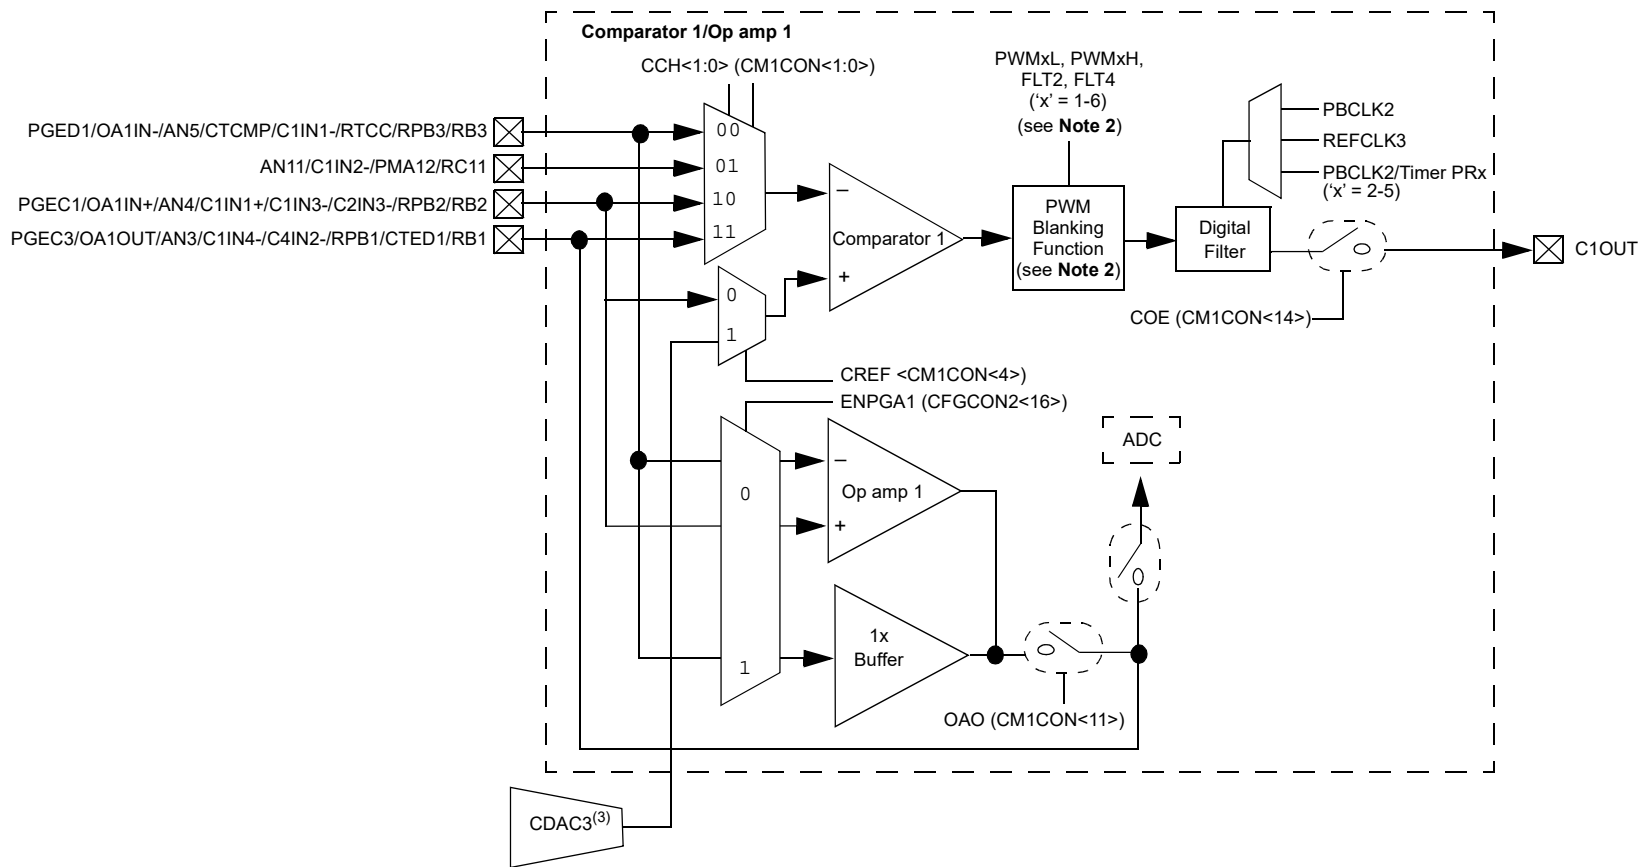 Comparator 1/Op amp 1
CCH<1:0> (CM1CON<1:0>)
PWMxL, PWMxH,
FLT2, FLT4
('x' = 1-6)
(see Note 2)
PBCLK2
REFCLK3
PBCLK2/Timer PRx
('x' = 2-5)
PGED1/OA1IN-/AN5/CTCMP/C1IN1-/RTCC/RPB3/RB3
AN11/C1IN2-/PMA12/RC11
PGEC1/OA1IN+/AN4/C1IN1+/C1IN3-/C2IN3-/RPB2/RB2
PGEC3/OA1OUT/AN3/C1IN4-/C4IN2-/RPB1/CTED1/RB1
00
01
10
11
–
Comparator 1
+
PWM
Blanking
Function
(see Note 2)
Digital
Filter
C1OUT
COE (CM1CON<14>)
0
1
CREF <CM1CON<4>)
ENPGA1 (CFGCON2<16>)
ADC
0
1
–
Op amp 1
+
1x
Buffer
OAO (CM1CON<11>)
CDAC3(3)